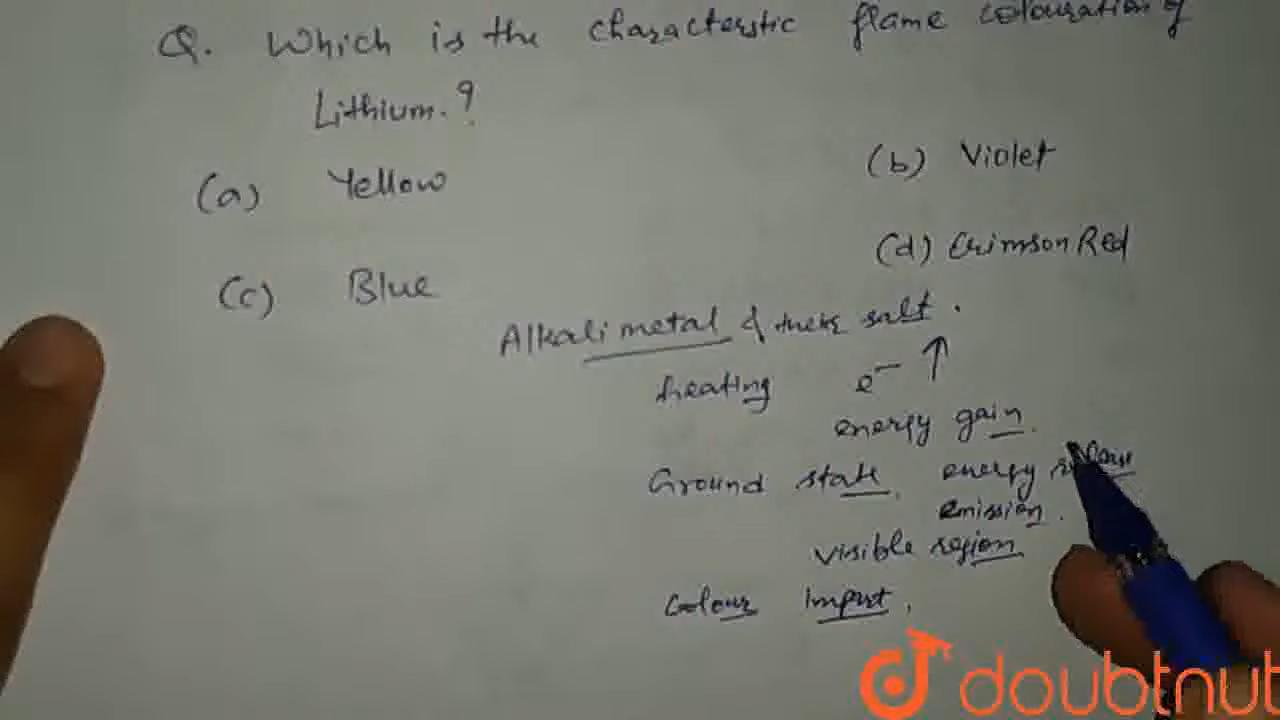 Q. Which is the characterstic flame colouration of
Lithium.?
(a) Yellow
(b) Violet
(c) Blue
(d) Crimson Red
Alkali metal & their salt.
heating e⁻ ↑
energy gain.
Ground state, energy
emission.
visible region
colour impart.
doubtnut